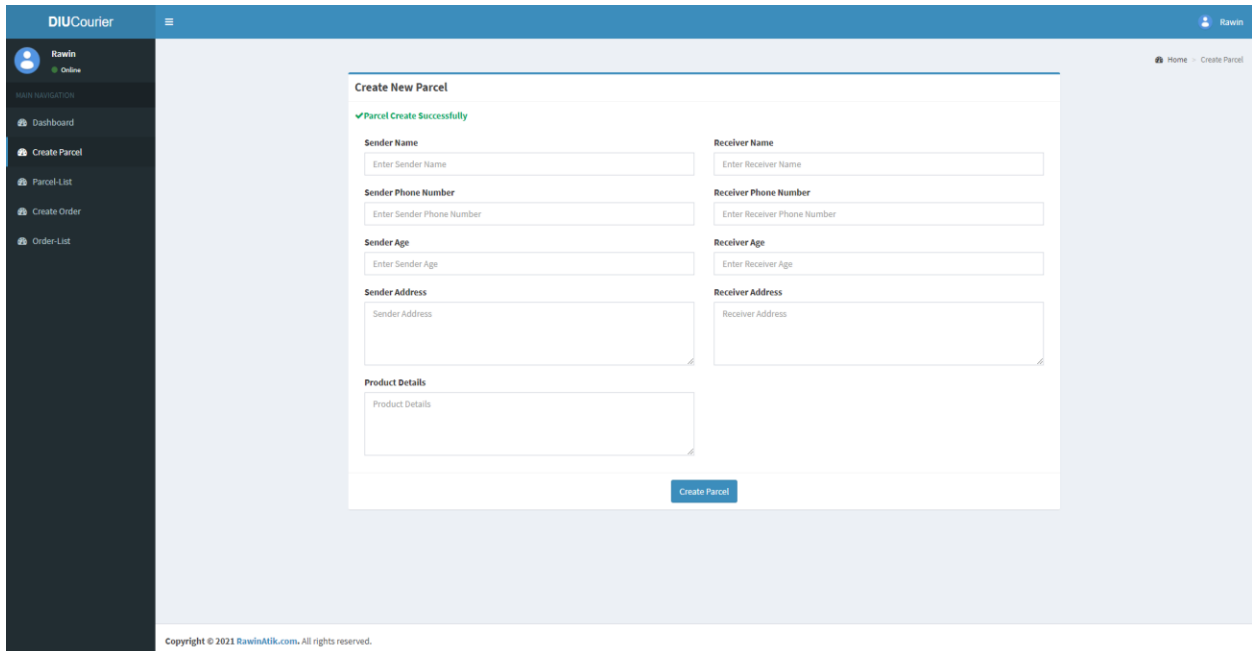 DIUCourier
Rawin
Rawin
Online
Home > Create Parcel
MAIN NAVIGATION
Dashboard
Create Parcel
Parcel-List
Create Order
Order-List
Create New Parcel
Parcel Create Successfully
Sender Name
Receiver Name
Enter Sender Name
Enter Receiver Name
Sender Phone Number
Receiver Phone Number
Enter Sender Phone Number
Enter Receiver Phone Number
Sender Age
Receiver Age
Enter Sender Age
Enter Receiver Age
Sender Address
Receiver Address
Sender Address
Receiver Address
Product Details
Product Details
Create Parcel
Copyright © 2021 RawinAtik.com. All rights reserved.